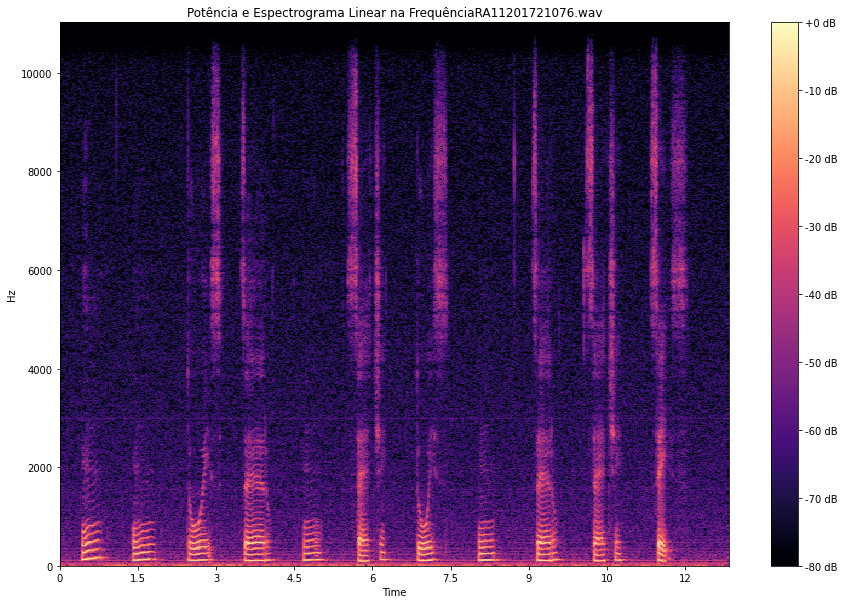 Potência e Espectrograma Linear na FrequênciaRA11201721076.wav
+0 dB
10000
-10 dB
8000
-20 dB
-30 dB
6000
Hz
-40 dB
4000
-50 dB
-60 dB
2000
-70 dB
0
-80 dB
0 1.5 3 4.5 6 7.5 9 10 12
Time